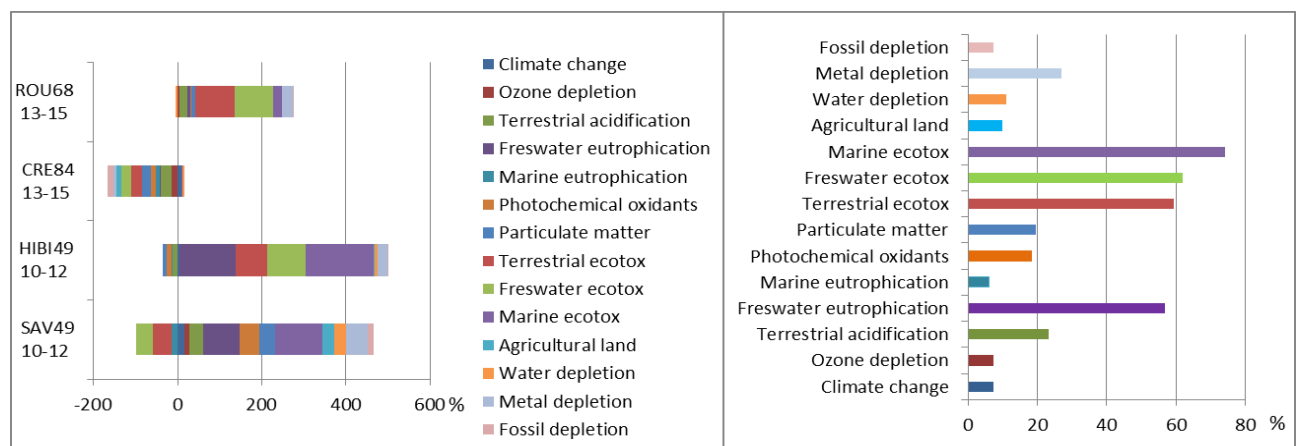 ROU68
13-15
CRE84
13-15
HIBI49
10-12
SAV49
10-12
-200 0 200 400 600 %
Climate change
Ozone depletion
Terrestrial acidification
Freswater eutrophication
Marine eutrophication
Photochemical oxidants
Particulate matter
Terrestrial ecotox
Freswater ecotox
Marine ecotox
Agricultural land
Water depletion
Metal depletion
Fossil depletion
Fossil depletion
Metal depletion
Water depletion
Agricultural land
Marine ecotox
Freswater ecotox
Terrestrial ecotox
Particulate matter
Photochemical oxidants
Marine eutrophication
Freswater eutrophication
Terrestrial acidification
Ozone depletion
Climate change
0 20 40 60 80 %